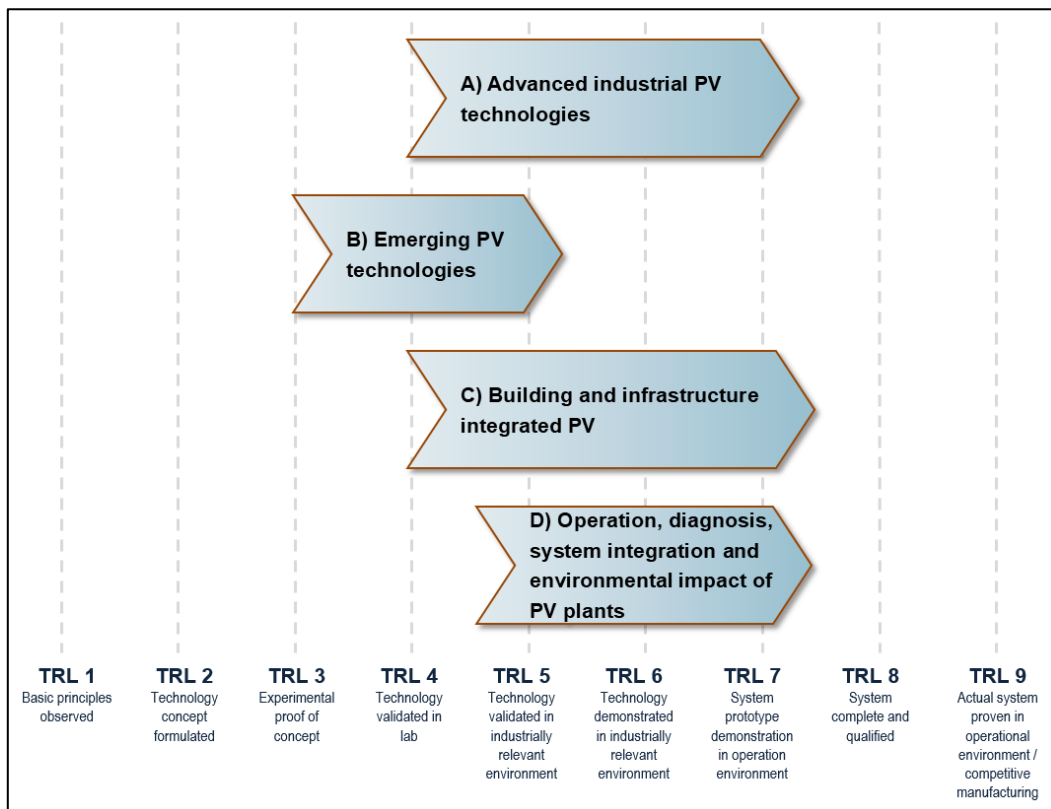 A) Advanced industrial PV
technologies
B) Emerging PV
technologies
C) Building and infrastructure
integrated PV
D) Operation, diagnosis,
system integration and
environmental impact of
PV plants
TRL 1
Basic principles
observed
TRL 2
Technology
concept
formulated
TRL 3
Experimental
proof of
concept
TRL 4
Technology
validated in
lab
TRL 5
Technology
validated in
industrially
relevant
environment
TRL 6
Technology
demonstrated
in industrially
relevant
environment
TRL 7
System
prototype
demonstration
in operation
environment
TRL 8
System
complete and
qualified
TRL 9
Actual system
proven in
operational
environment /
competitive
manufacturing